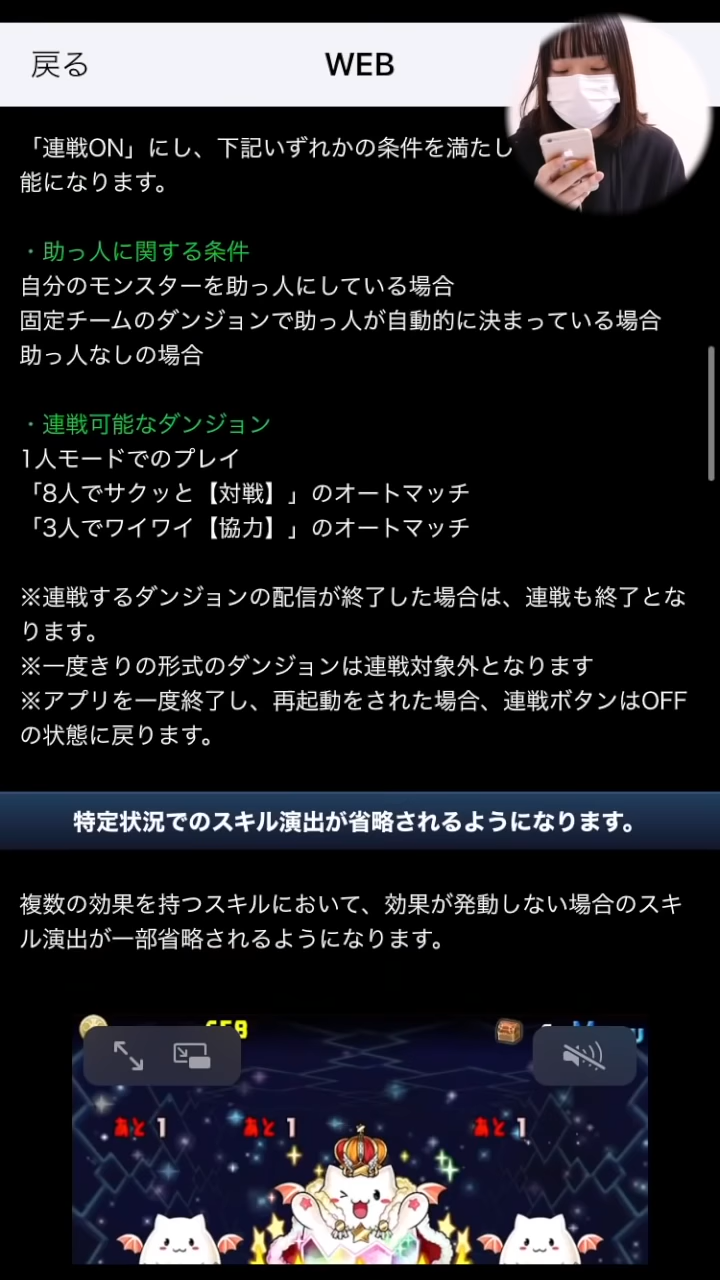 戻る
WEB
「連戦ON」にし、下記いずれかの条件を満たし
能になります。
・助っ人に関する条件
自分のモンスターを助っ人にしている場合
固定チームのダンジョンで助っ人が自動的に決まっている場合
助っ人なしの場合
・連戦可能なダンジョン
1人モードでのプレイ
「8人でサクッと【対戦】」のオートマッチ
「3人でワイワイ【協力】」のオートマッチ
※連戦するダンジョンの配信が終了した場合は、連戦も終了とな
ります。
※一度きりの形式のダンジョンは連戦対象外となります
※アプリを一度終了し、再起動をされた場合、連戦ボタンはOFF
の状態に戻ります。
特定状況でのスキル演出が省略されるようになります。
複数の効果を持つスキルにおいて、効果が発動しない場合のスキ
ル演出が一部省略されるようになります。
あと1 あと1 あと1